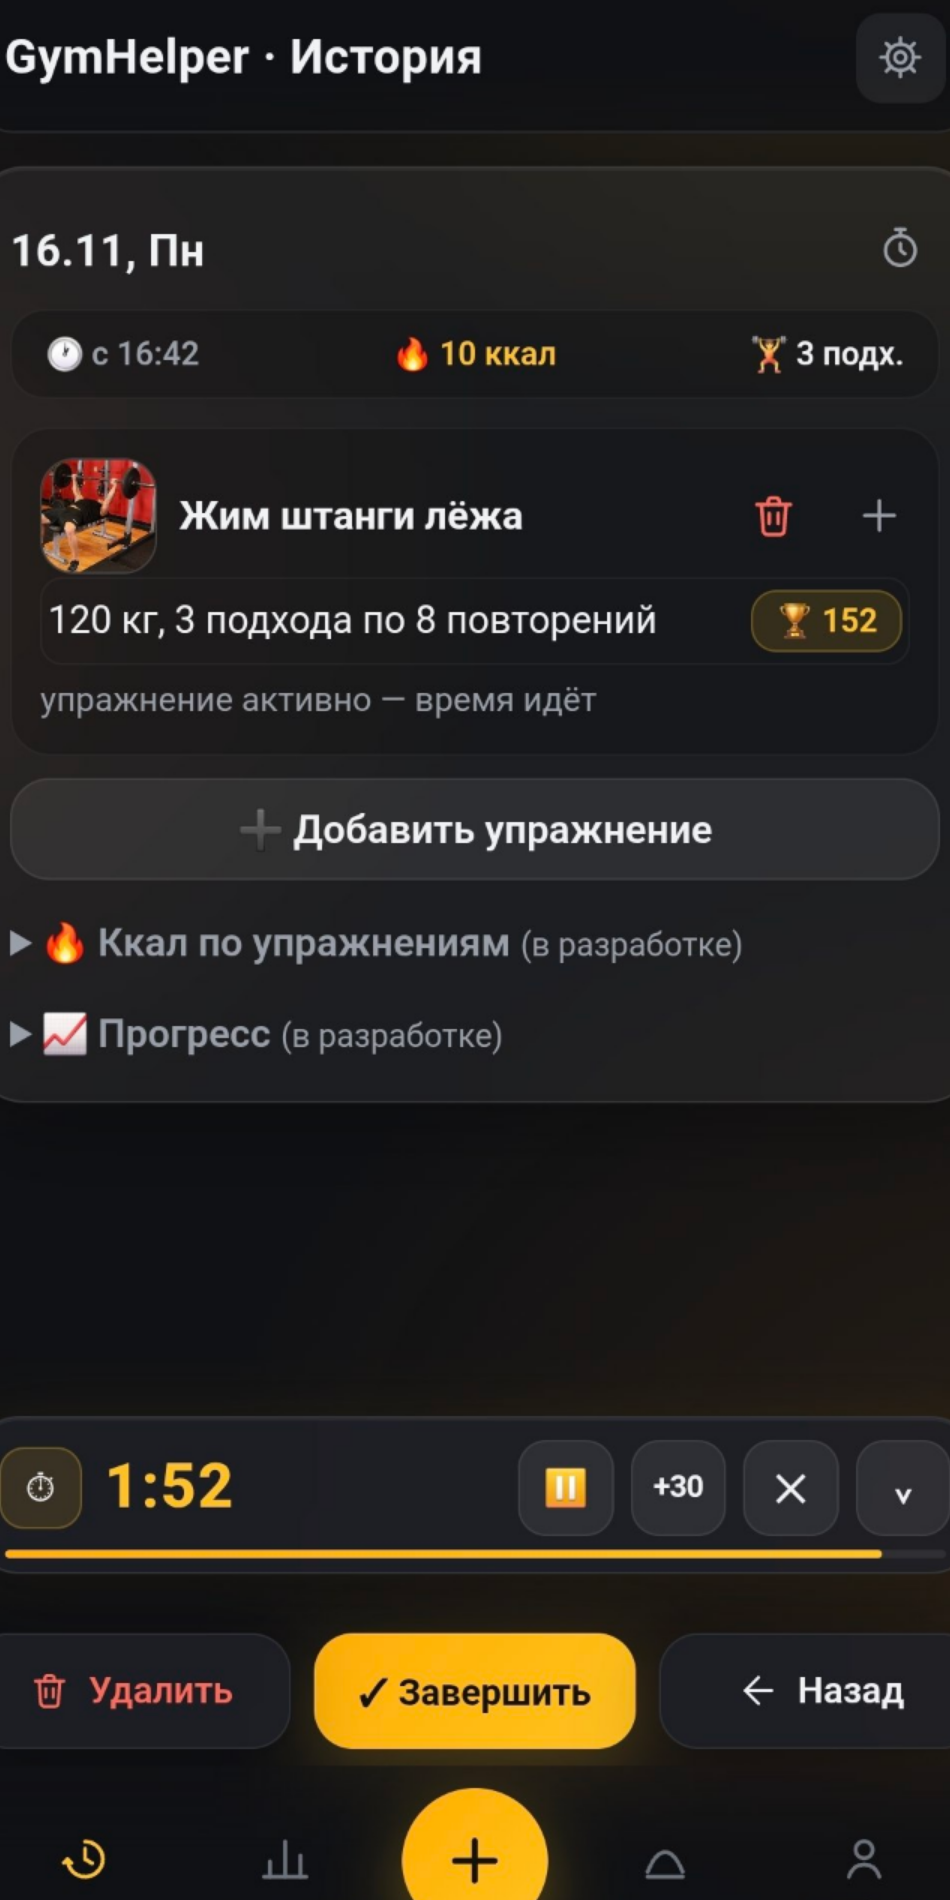 GymHelper · История
16.11, Пн
с 16:42
10 ккал
3 подх.
Жим штанги лёжа
120 кг, 3 подхода по 8 повторений
152
упражнение активно — время идёт
Добавить упражнение
Ккал по упражнениям (в разработке)
Прогресс (в разработке)
1:52
+30
Удалить
✓ Завершить
← Назад